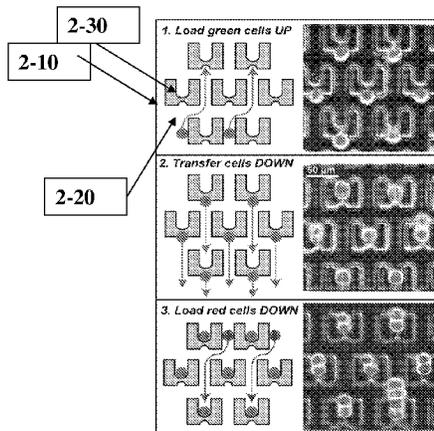 2-30
2-10
2-20
1. Load green cells UP
2. Transfer cells DOWN
50 μm
3. Load red cells DOWN